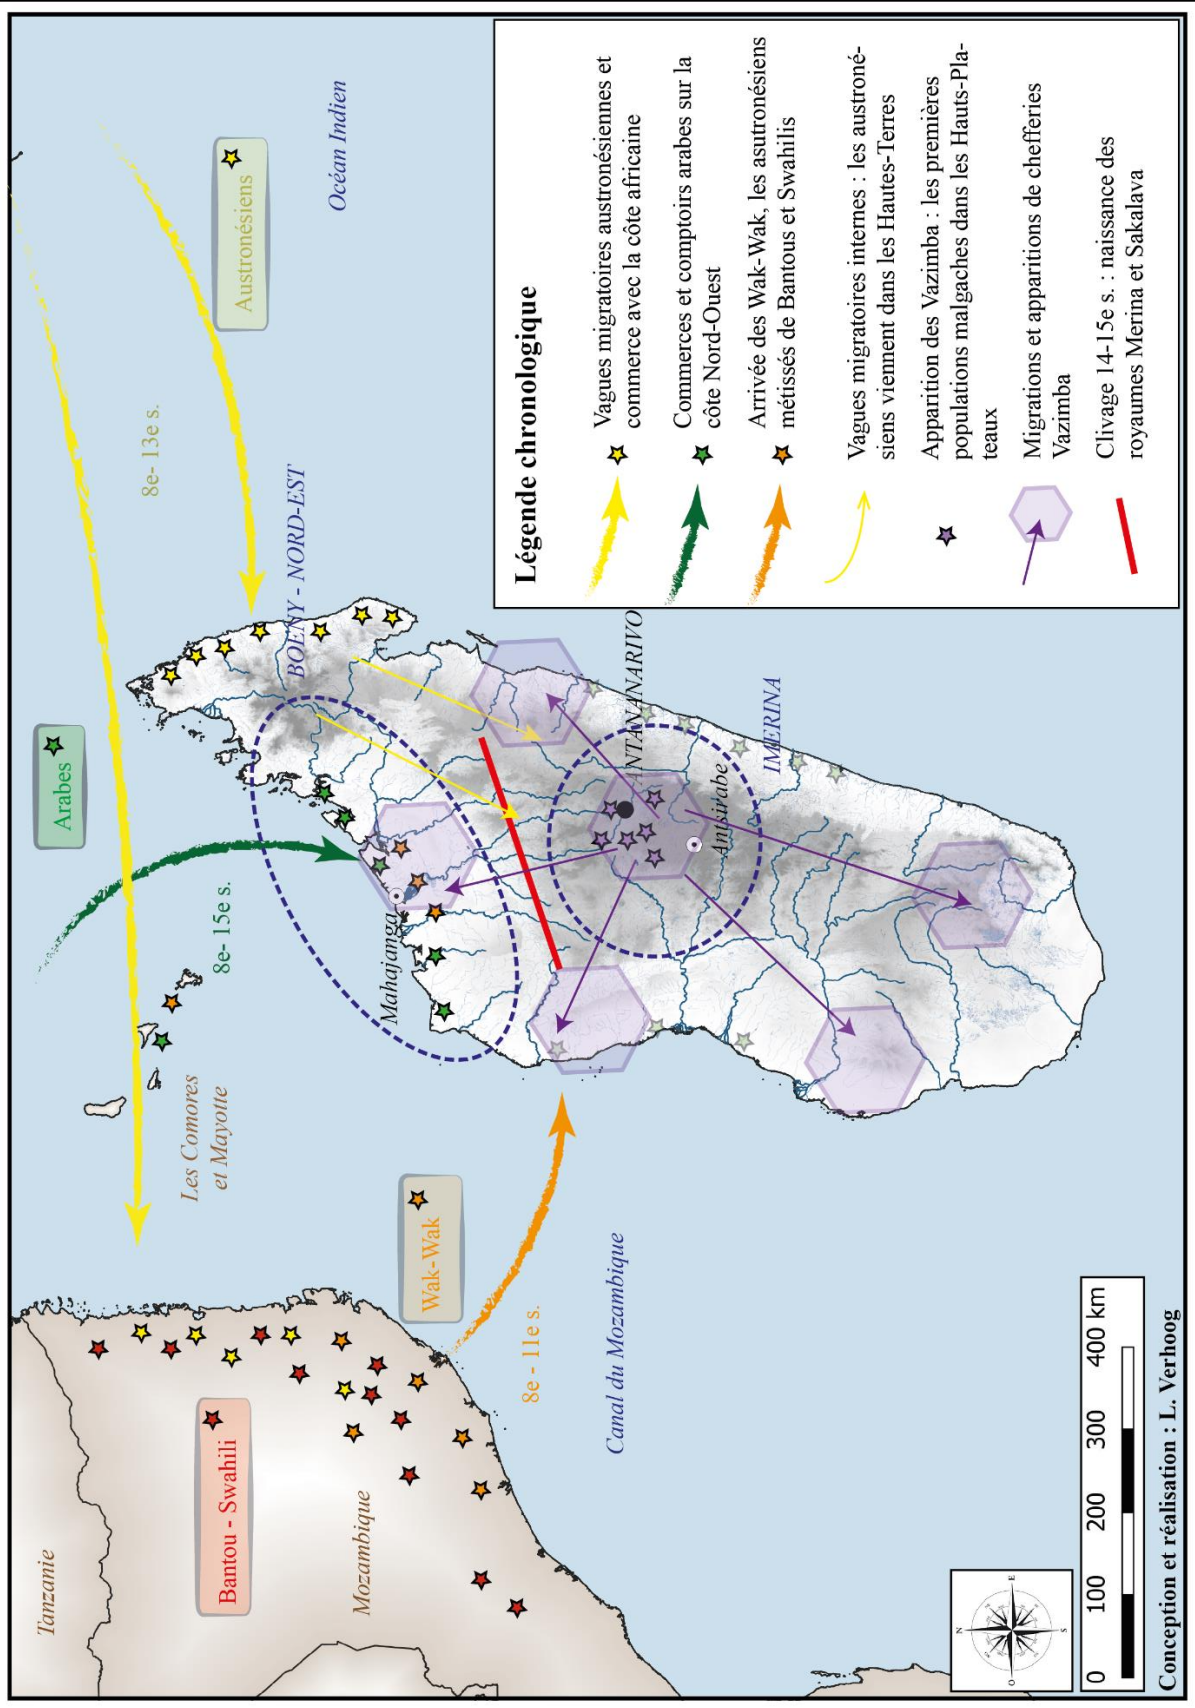 Tanzanie
Bantou - Swahili
Mozambique
Wak-Wak
8e - 11e s.
Canal du Mozambique
Les Comores
et Mayotte
Arabes
8e- 15e s.
8e- 13e s.
Austronésiens
Océan Indien
BOENY - NORD-EST
Mahajanga
ANTANANARIVO
Antsirabe
IMERINA
Légende chronologique
Vagues migratoires austronésiennes et
commerce avec la côte africaine
Commerces et comptoirs arabes sur la
côte Nord-Ouest
Arrivée des Wak-Wak, les asutronésiens
métissés de Bantous et Swahilis
Vagues migratoires internes : les austroné-
siens viennent dans les Hautes-Terres
Apparition des Vazimba : les premières
populations malgaches dans les Hauts-Pla-
teaux
Migrations et apparitions de chefferies
Vazimba
Clivage 14-15e s. : naissance des
royaumes Merina et Sakalava
N
O
E
S
0 100 200 300 400 km
Conception et réalisation : L. Verhoog